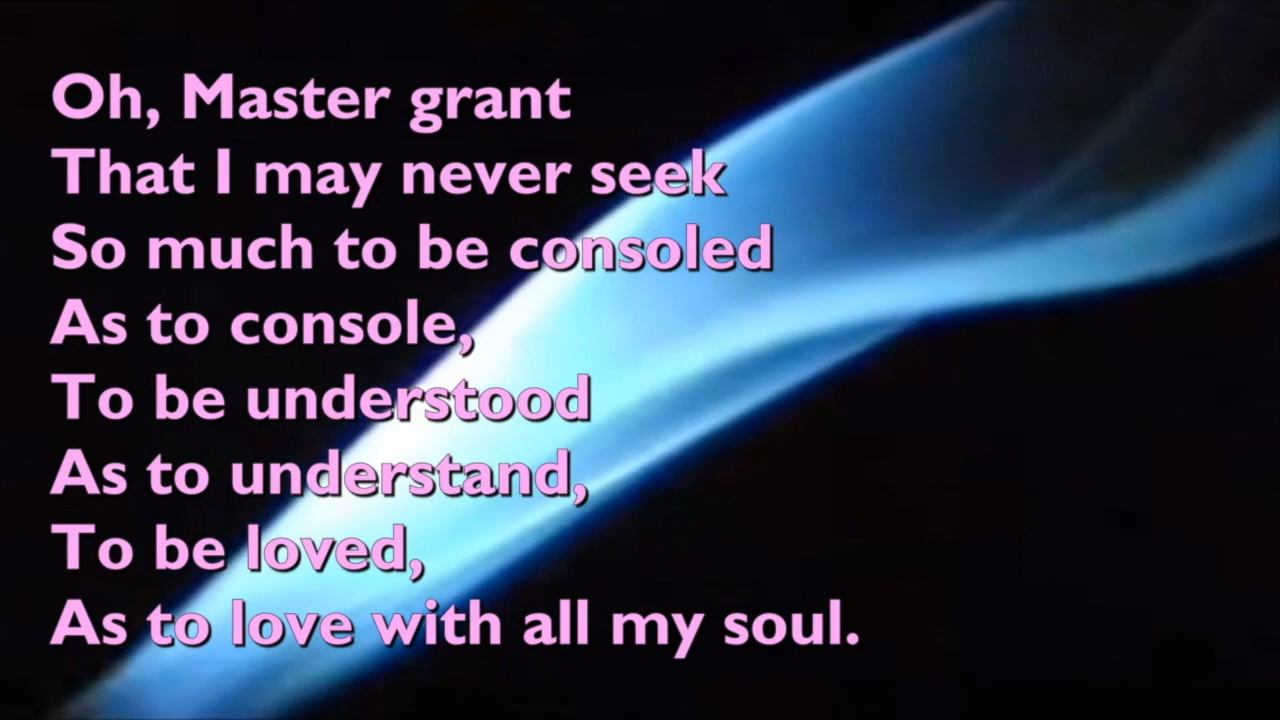 Oh, Master grant
That I may never seek
So much to be consoled
As to console,
To be understood
As to understand,
To be loved,
As to love with all my soul.